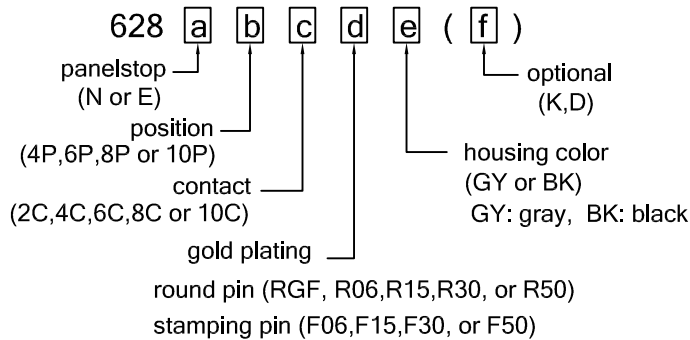 628 a b c d e ( f )
panelstop
(N or E)
optional
(K,D)
position
(4P,6P,8P or 10P)
housing color
(GY or BK)
GY: gray, BK: black
contact
(2C,4C,6C,8C or 10C)
gold plating
round pin (RGF, R06,R15,R30, or R50)
stamping pin (F06,F15,F30, or F50)